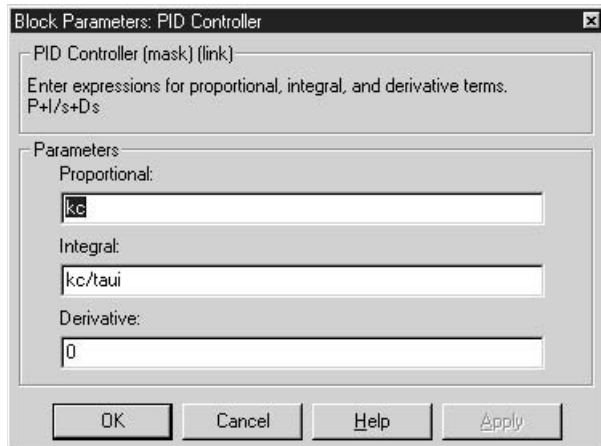 Block Parameters: PID Controller
PID Controller (mask) (link)
Enter expressions for proportional, integral, and derivative terms.
P+I/s+Ds
Parameters
Proportional:
kc
Integral:
kc/taui
Derivative:
0
OK Cancel Help Apply